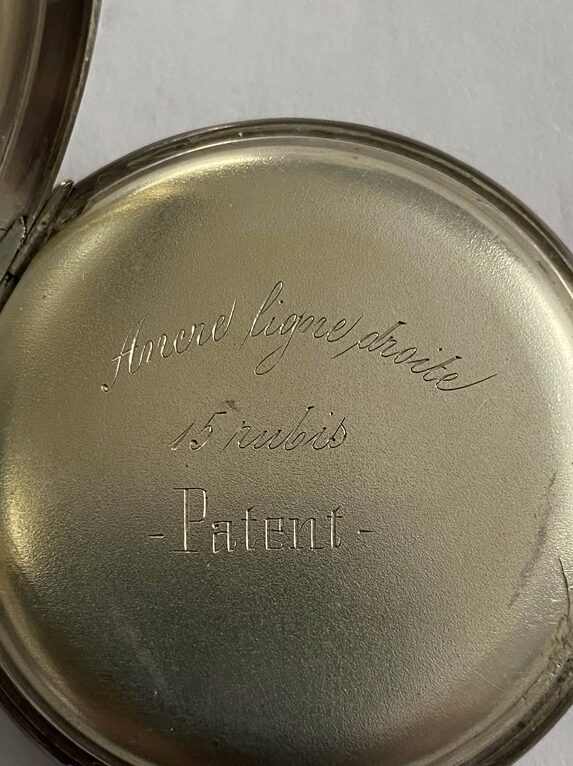 Ancre ligne droite
15 rubis
-Patent-